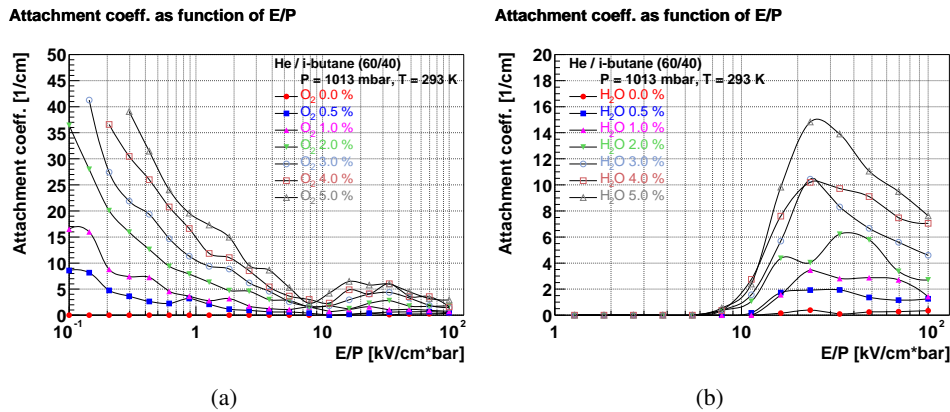 Attachment coeff. as function of E/P
Attachment coeff. [1/cm]
50
45
40
35
30
25
20
15
10
5
0
He / i-butane (60/40)
P = 1013 mbar, T = 293 K
O2 0.0 %
O2 0.5 %
O2 1.0 %
O2 2.0 %
O2 3.0 %
O2 4.0 %
O2 5.0 %
10-1 1 10 102
E/P [kV/cm*bar]
(a)
Attachment coeff. as function of E/P
Attachment coeff. [1/cm]
20
18
16
14
12
10
8
6
4
2
0
He / i-butane (60/40)
P = 1013 mbar, T = 293 K
H2O 0.0 %
H2O 0.5 %
H2O 1.0 %
H2O 2.0 %
H2O 3.0 %
H2O 4.0 %
H2O 5.0 %
1 10 102
E/P [kV/cm*bar]
(b)